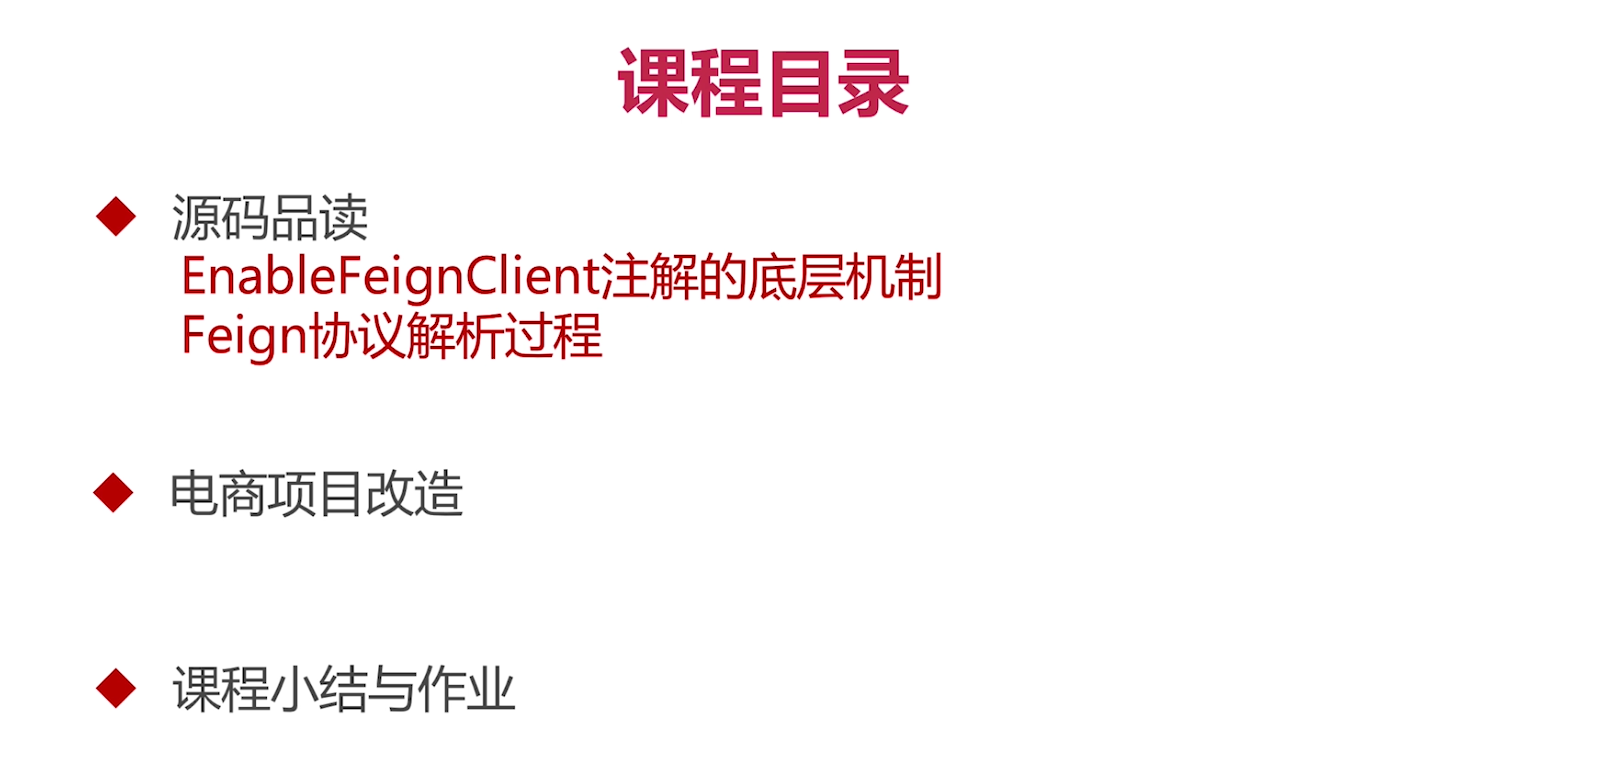 课程目录
源码品读
EnableFeignClient注解的底层机制
Feign协议解析过程
电商项目改造
课程小结与作业